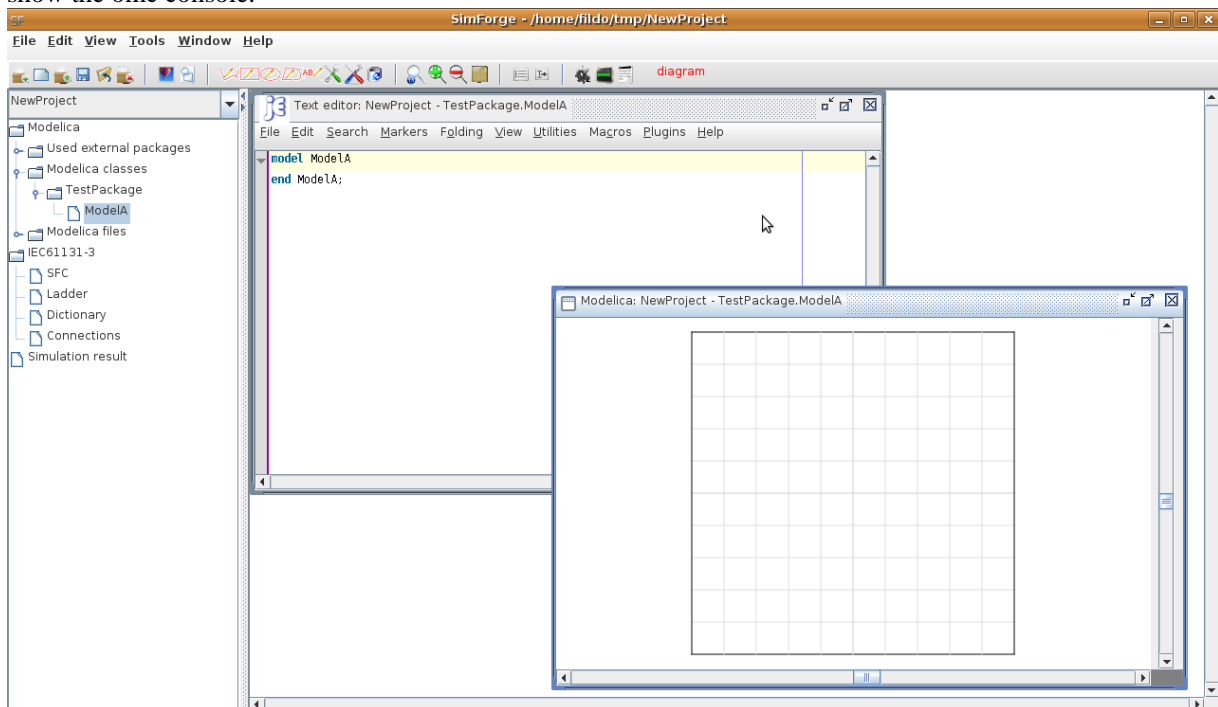 show the omc console.
SF
SimForge - /home/fildo/tmp/NewProject
File Edit View Tools Window Help
diagram
NewProject
Modelica
Used external packages
Modelica classes
TestPackage
ModelA
Modelica files
IEC61131-3
SFC
Ladder
Dictionary
Connections
Simulation result
j3 Text editor: NewProject - TestPackage.ModelA
File Edit Search Markers Folding View Utilities Macros Plugins Help
model ModelA
end ModelA;
Modelica: NewProject - TestPackage.ModelA